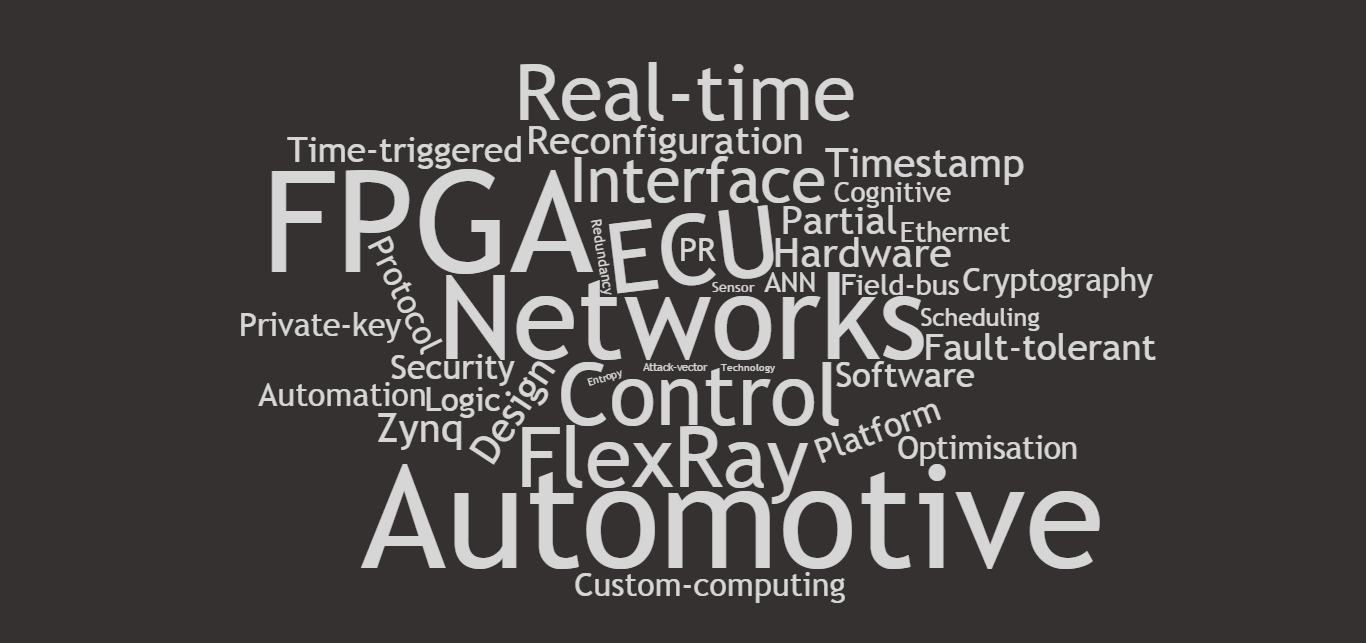 Real-time
Reconfiguration
Time-triggered
Timestamp
Interface
Cognitive
FPGA
Partial
Ethernet
ECU
PR
Redundancy
Hardware
Protocol
Sensor
ANN
Field-bus
Cryptography
Networks
Private-key
Scheduling
Fault-tolerant
Security
Entropy
Attack-vector
Technology
Software
Control
Automation
Logic
Design
Zynq
Platform
FlexRay
Optimisation
Automotive
Custom-computing